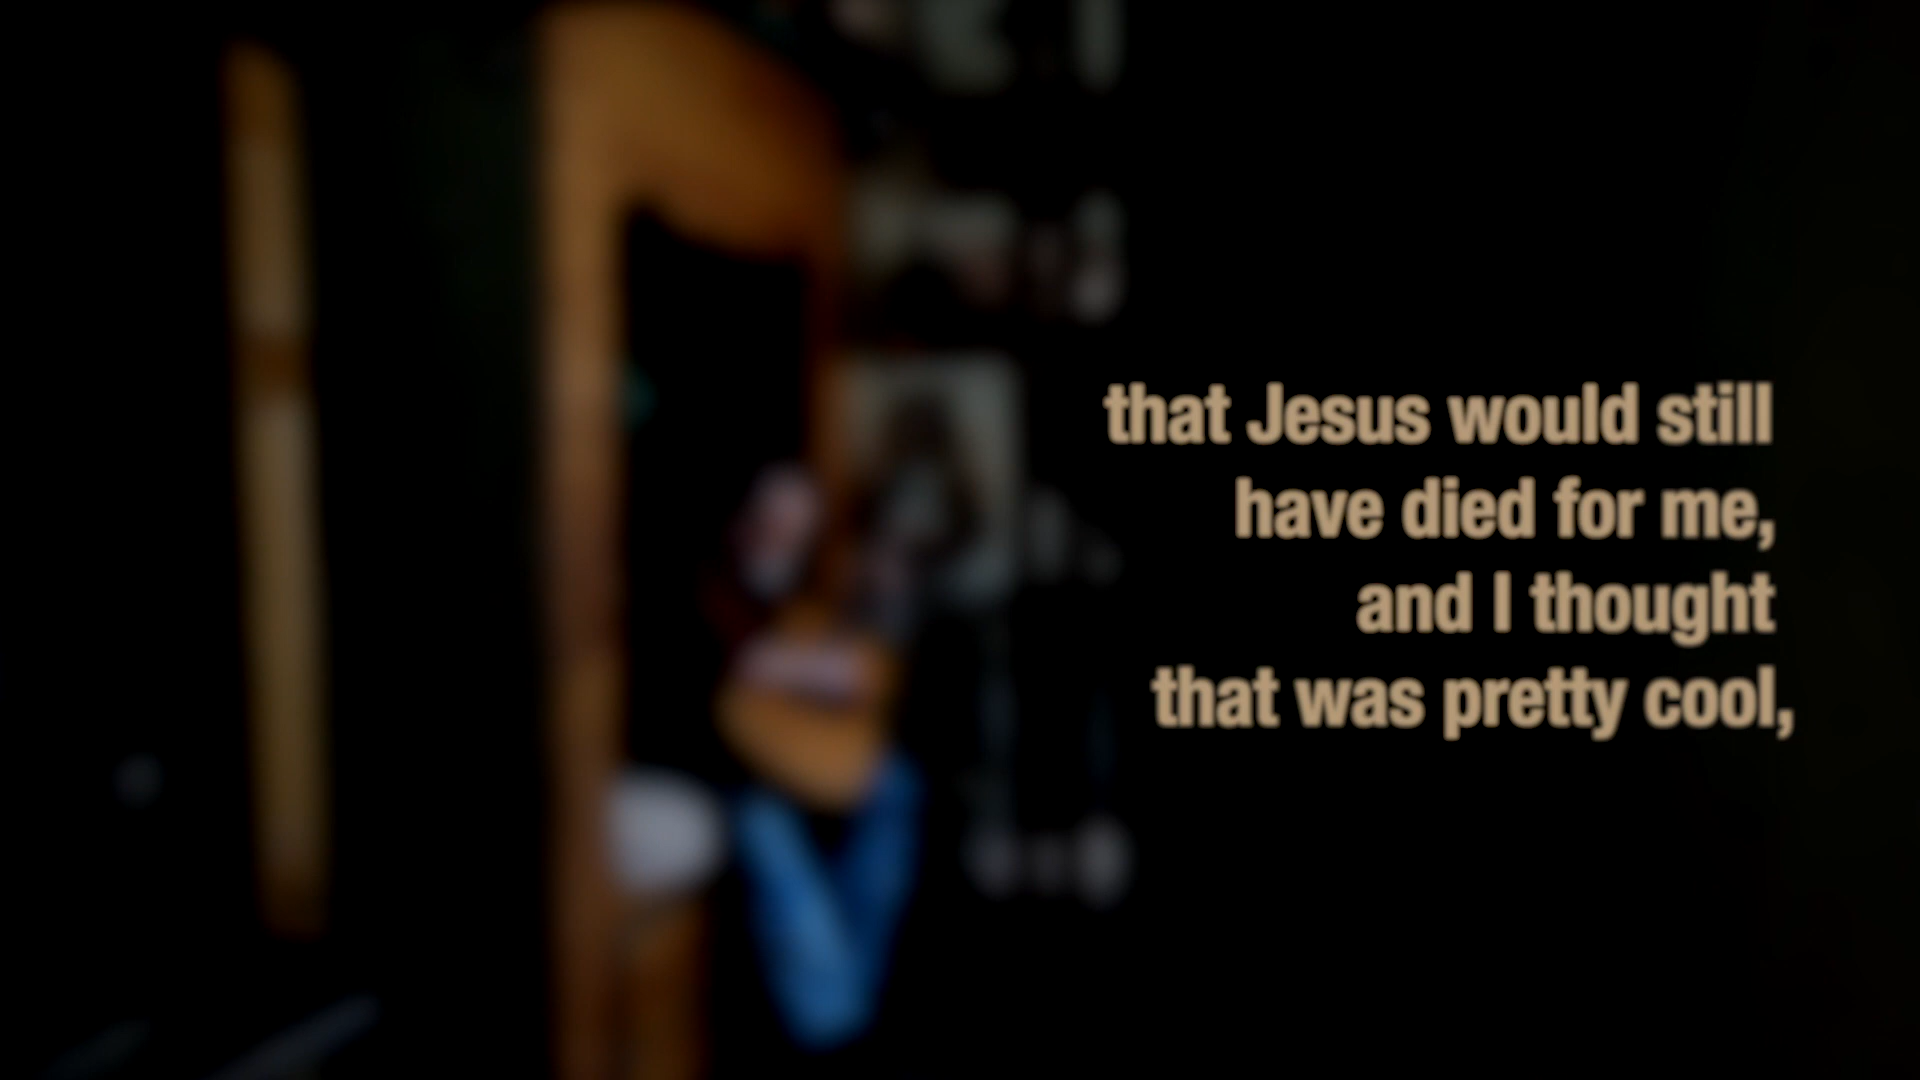 that Jesus would still
have died for me,
and I thought
that was pretty cool,